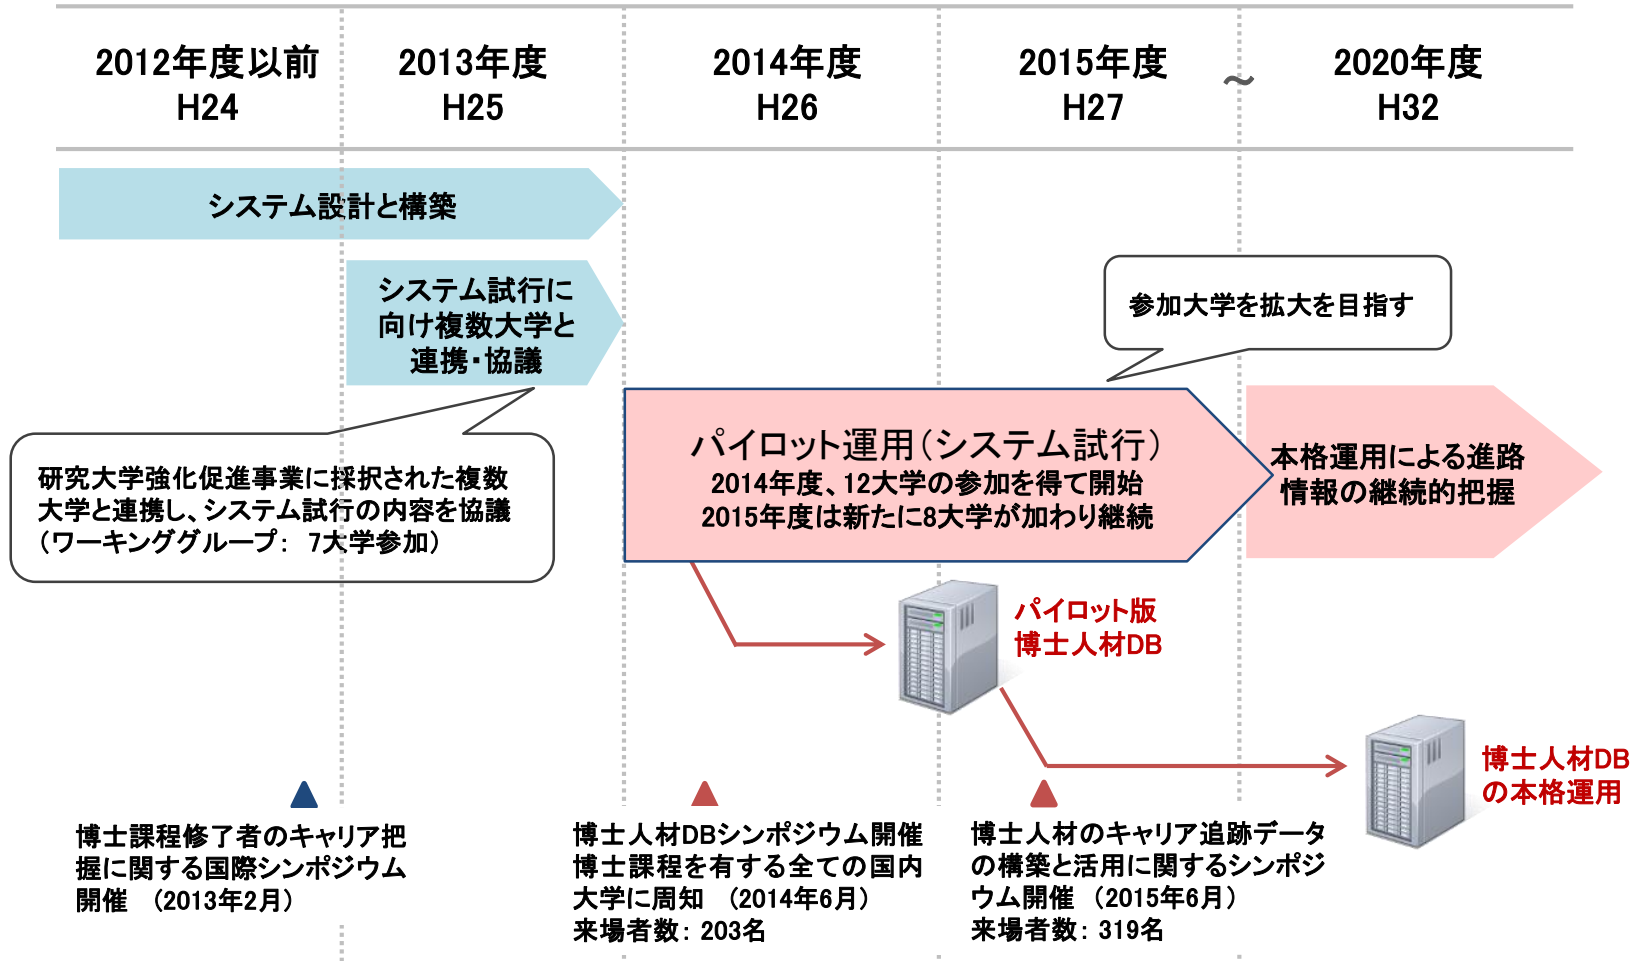 2012年度以前
H24
2013年度
H25
2014年度
H26
2015年度
H27
～
2020年度
H32
システム設計と構築
システム試行に
向け複数大学と
連携・協議
参加大学を拡大を目指す
研究大学強化促進事業に採択された複数
大学と連携し、システム試行の内容を協議
（ワーキンググループ： 7大学参加）
パイロット運用（システム試行）
2014年度、12大学の参加を得て開始
2015年度は新たに8大学が加わり継続
本格運用による進路
情報の継続的把握
パイロット版
博士人材DB
博士人材DB
の本格運用
博士課程修了者のキャリア把
握に関する国際シンポジウム
開催 （2013年2月）
博士人材DBシンポジウム開催
博士課程を有する全ての国内
大学に周知 （2014年6月）
来場者数： 203名
博士人材のキャリア追跡データ
の構築と活用に関するシンポジ
ウム開催 （2015年6月）
来場者数： 319名